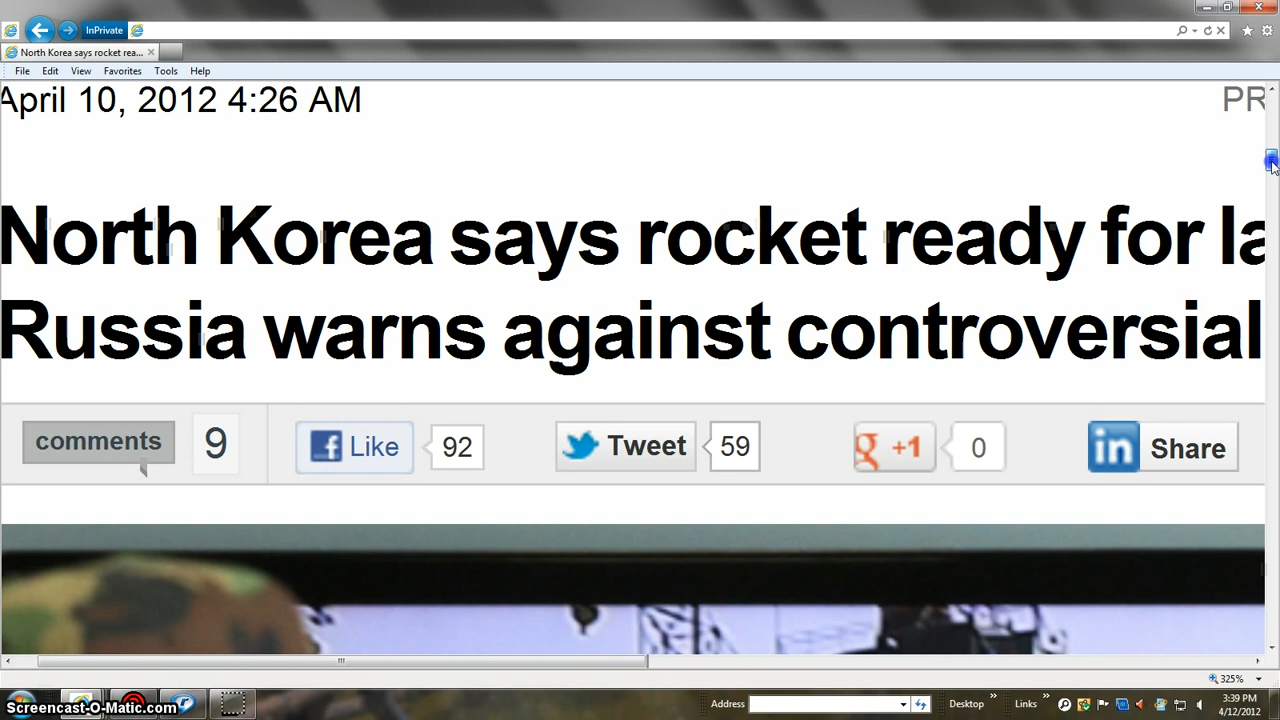 InPrivate
North Korea says rocket rea...
File Edit View Favorites Tools Help
April 10, 2012 4:26 AM
PR
North Korea says rocket ready for la
Russia warns against controversial
comments 9 Like 92 Tweet 59 g +1 0 in Share
325%
Address Desktop Links 3:39 PM
4/12/2012
Screencast-O-Matic.com